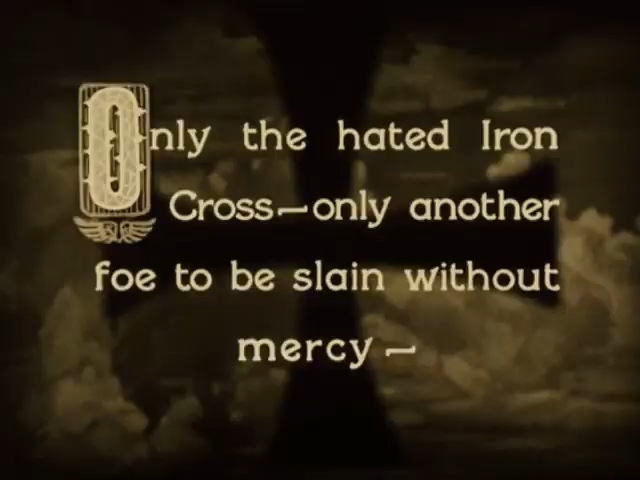 Only the hated Iron
Cross—only another
foe to be slain without
mercy—